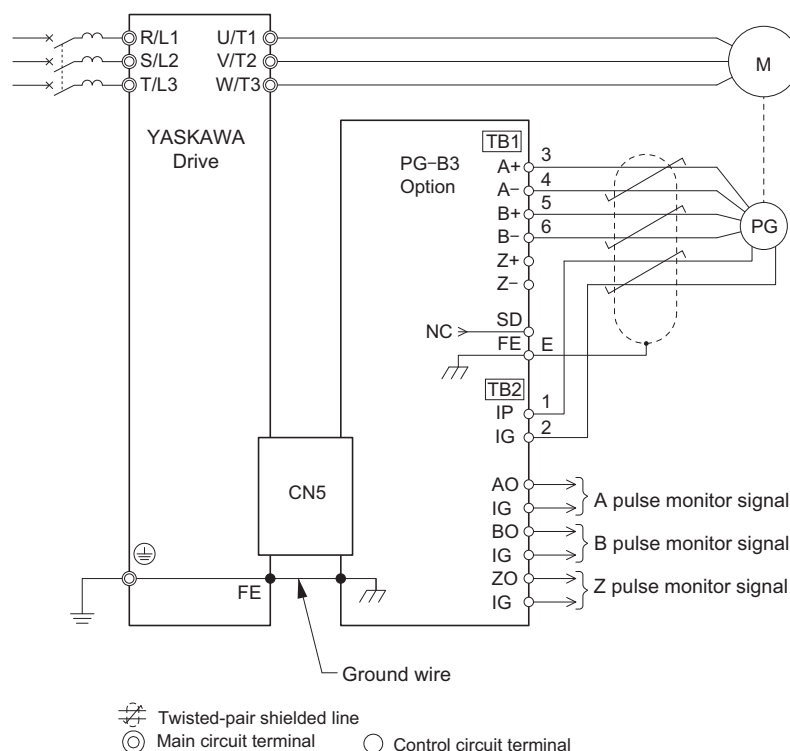 R/L1 U/T1
S/L2 V/T2
T/L3 W/T3
M
YASKAWA
Drive
PG-B3
Option
TB1
A+ 3
A- 4
B+ 5
B- 6
Z+
Z-
PG
NC SD
FE E
TB2
IP 1
IG 2
CN5
AO
IG
A pulse monitor signal
BO
IG
B pulse monitor signal
ZO
IG
Z pulse monitor signal
FE
Ground wire
Twisted-pair shielded line
Main circuit terminal
Control circuit terminal